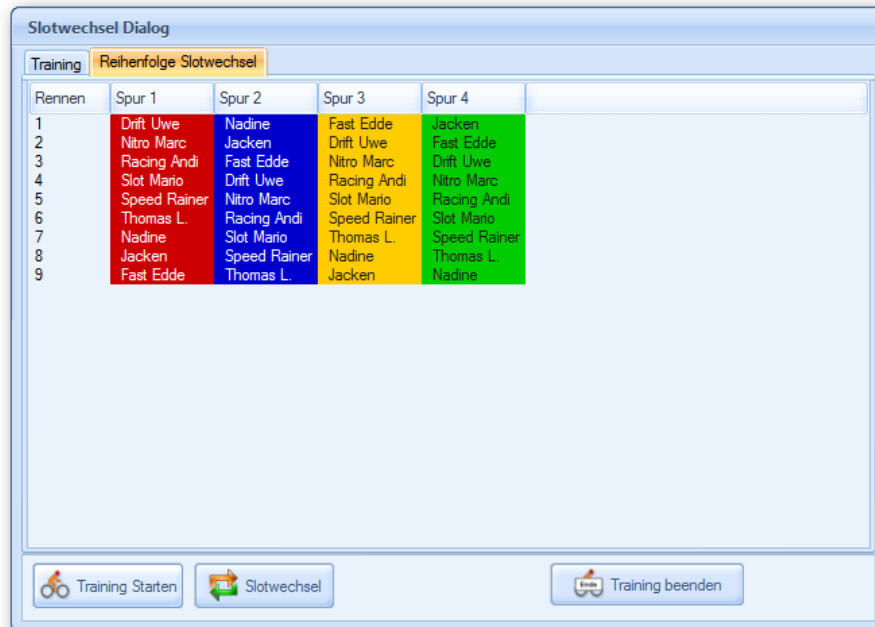 Slotwechsel Dialog
Training Reihenfolge Slotwechsel
Rennen Spur 1 Spur 2 Spur 3 Spur 4
1 Drift Uwe Nadine Fast Edde Jacken
2 Nitro Marc Jacken Drift Uwe Fast Edde
3 Racing Andi Fast Edde Nitro Marc Drift Uwe
4 Slot Mario Drift Uwe Racing Andi Nitro Marc
5 Speed Rainer Nitro Marc Slot Mario Racing Andi
6 Thomas L. Racing Andi Speed Rainer Slot Mario
7 Nadine Slot Mario Thomas L. Speed Rainer
8 Jacken Speed Rainer Nadine Thomas L.
9 Fast Edde Thomas L. Jacken Nadine
Training Starten Slotwechsel Ende Training beenden